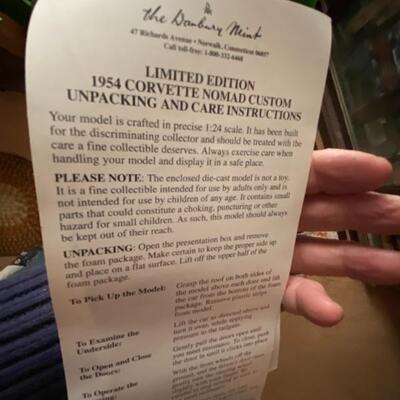 the Danbury Mint
47 Richards Avenue • Norwalk, Connecticut 06857
Call toll-free: 1-800-332-6468
LIMITED EDITION
1954 CORVETTE NOMAD CUSTOM
UNPACKING AND CARE INSTRUCTIONS
Your model is crafted in precise 1:24 scale. It has been built
for the discriminating collector and should be treated with the
care a fine collectible deserves. Always exercise care when
handling your model and display it in a safe place.
PLEASE NOTE: The enclosed die-cast model is not a toy.
It is a fine collectible intended for use by adults only and is
not intended for use by children of any age. It contains small
parts that could constitute a choking, puncturing or other
hazard for small children. As such, this model should always
be kept out of their reach.
UNPACKING: Open the presentation box and remove
the foam package. Make certain to keep the proper side up
and place on a flat surface. Lift off the upper half of the
foam package.
To Pick Up the Model:
Grasp the roof on both sides of
the model above each door and lift
the car from the bottom of the foam
package. Remove plastic strips
from model.
To Examine the
Underside:
Lift the car as directed above and
turn it over, while applying
pressure to the tailgate.
To Open and Close
the Doors:
Gently pull the doors open until
you meet resistance. To close, push
the door in until it clicks into place
To Operate the
With the front wheels off the